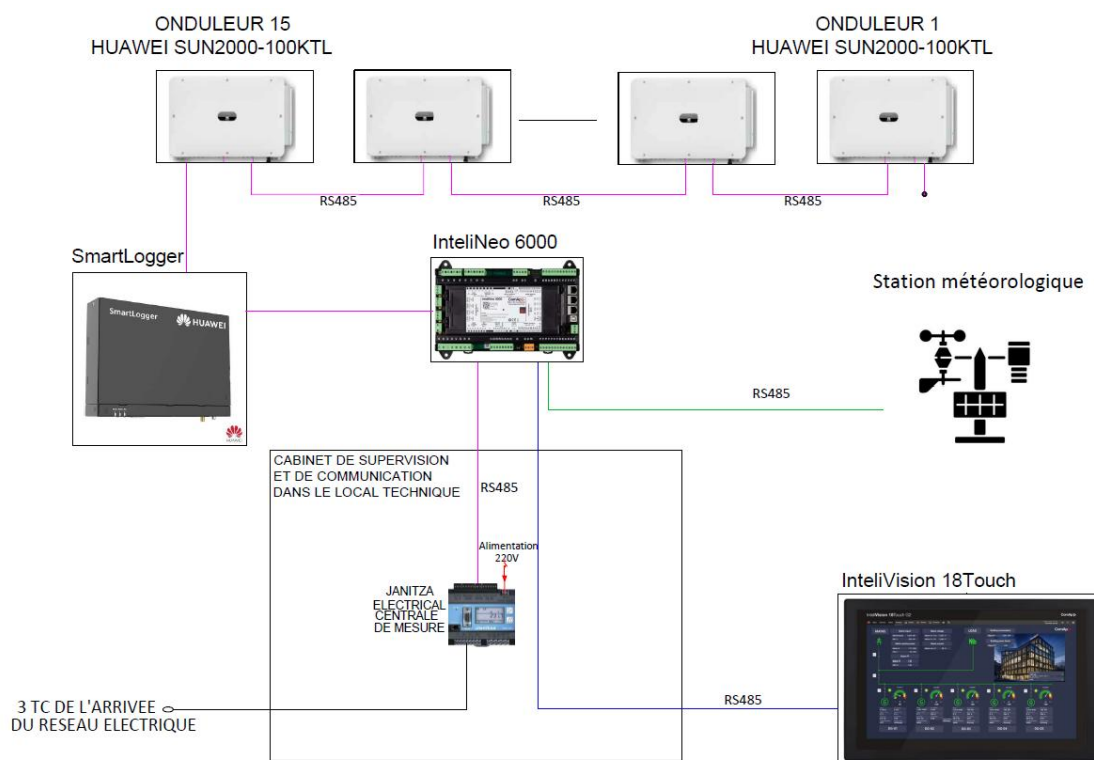 ONDULEUR 15
HUAWEI SUN2000-100KTL
ONDULEUR 1
HUAWEI SUN2000-100KTL
RS485
RS485
RS485
SmartLogger
InteliNeo 6000
Station météorologique
SmartLogger
HUAWEI
RS485
CABINET DE SUPERVISION
ET DE COMMUNICATION
DANS LE LOCAL TECHNIQUE
RS485
Alimentation
220V
JANITZA
ELECTRICAL
CENTRALE
DE MESURE
InteliVision 18Touch
3 TC DE L'ARRIVEE
DU RESEAU ELECTRIQUE
RS485